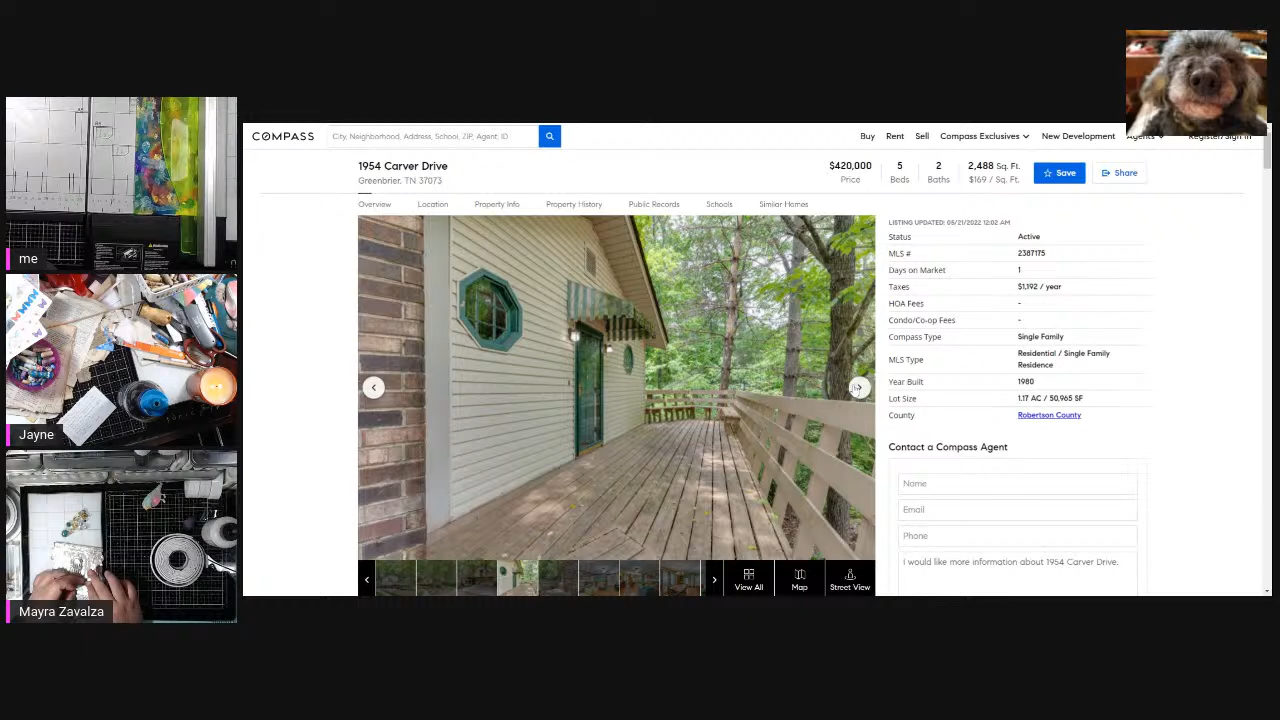 me
Jayne
Mayra Zavalza
COMPASS
City, Neighborhood, Address, School, ZIP, Agent, ID
Buy Rent Sell Compass Exclusives New Development Agents Register/Sign In
1954 Carver Drive
Greenbrier, TN 37073
$420,000
Price
5
Beds
2
Baths
2,488 Sq. Ft.
$169 / Sq. Ft.
Save
Share
Overview Location Property Info Property History Public Records Schools Similar Homes
LISTING UPDATED: 05/21/2022 12:02 AM
Status Active
MLS # 2387175
Days on Market 1
Taxes $1,192 / year
HOA Fees -
Condo/Co-op Fees -
Compass Type Single Family
MLS Type Residential / Single Family
Residence
Year Built 1980
Lot Size 1.17 AC / 50,965 SF
County Robertson County
Contact a Compass Agent
Name
Email
Phone
I would like more information about 1954 Carver Drive.
View All
Map
Street View